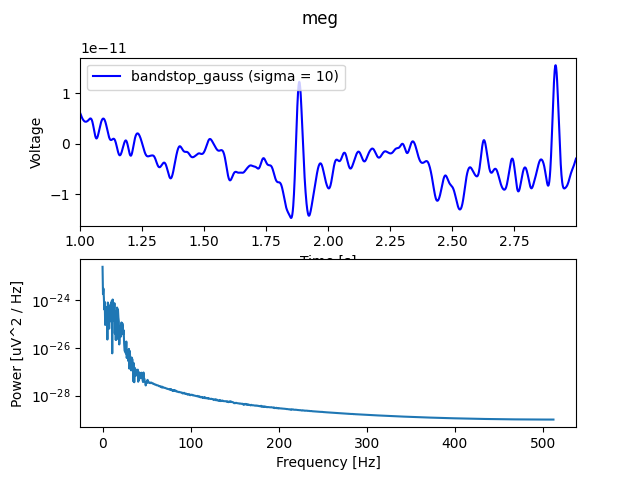 meg
1e−11
bandstop_gauss (sigma = 10)
Voltage
1
0
−1
1.00 1.25 1.50 1.75 2.00 2.25 2.50 2.75
10^−24
10^−26
10^−28
Power [uV^2 / Hz]
0 100 200 300 400 500
Frequency [Hz]